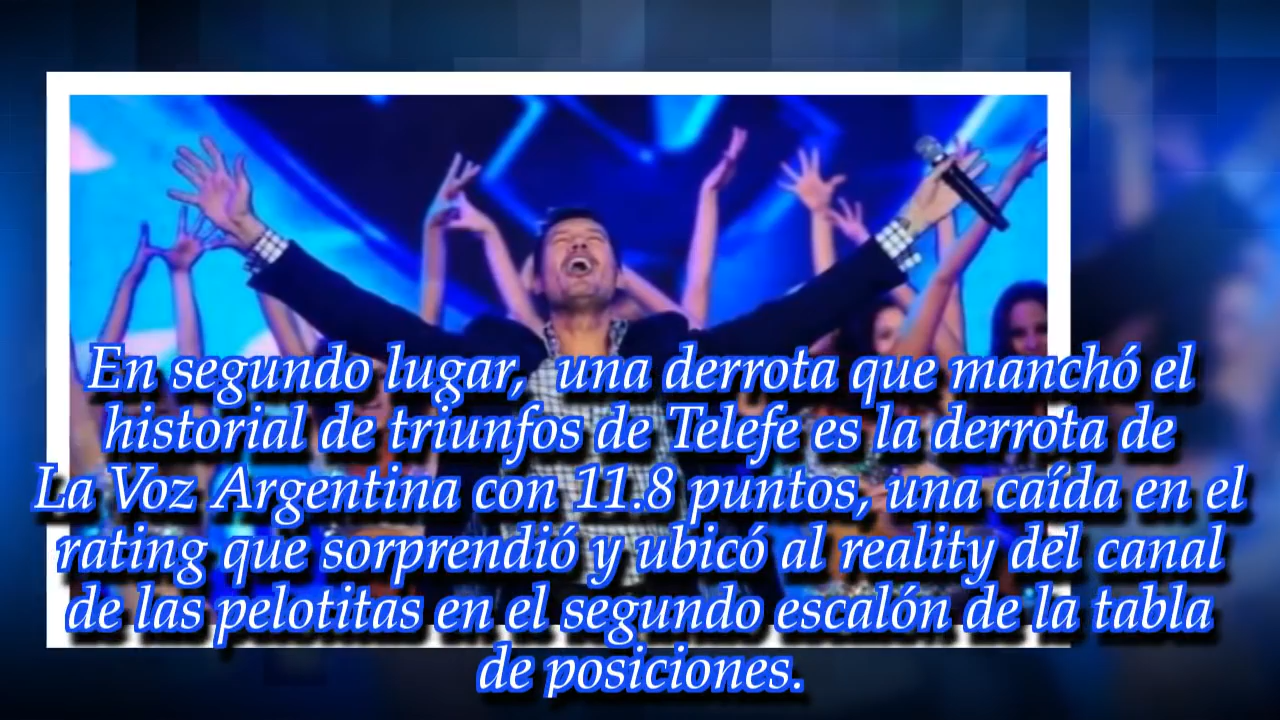 En segundo lugar, una derrota que manchó el
historial de triunfos de Telefe es la derrota de
La Voz Argentina con 11.8 puntos, una caída en el
rating que sorprendió y ubicó al reality del canal
de las pelotitas en el segundo escalón de la tabla
de posiciones.